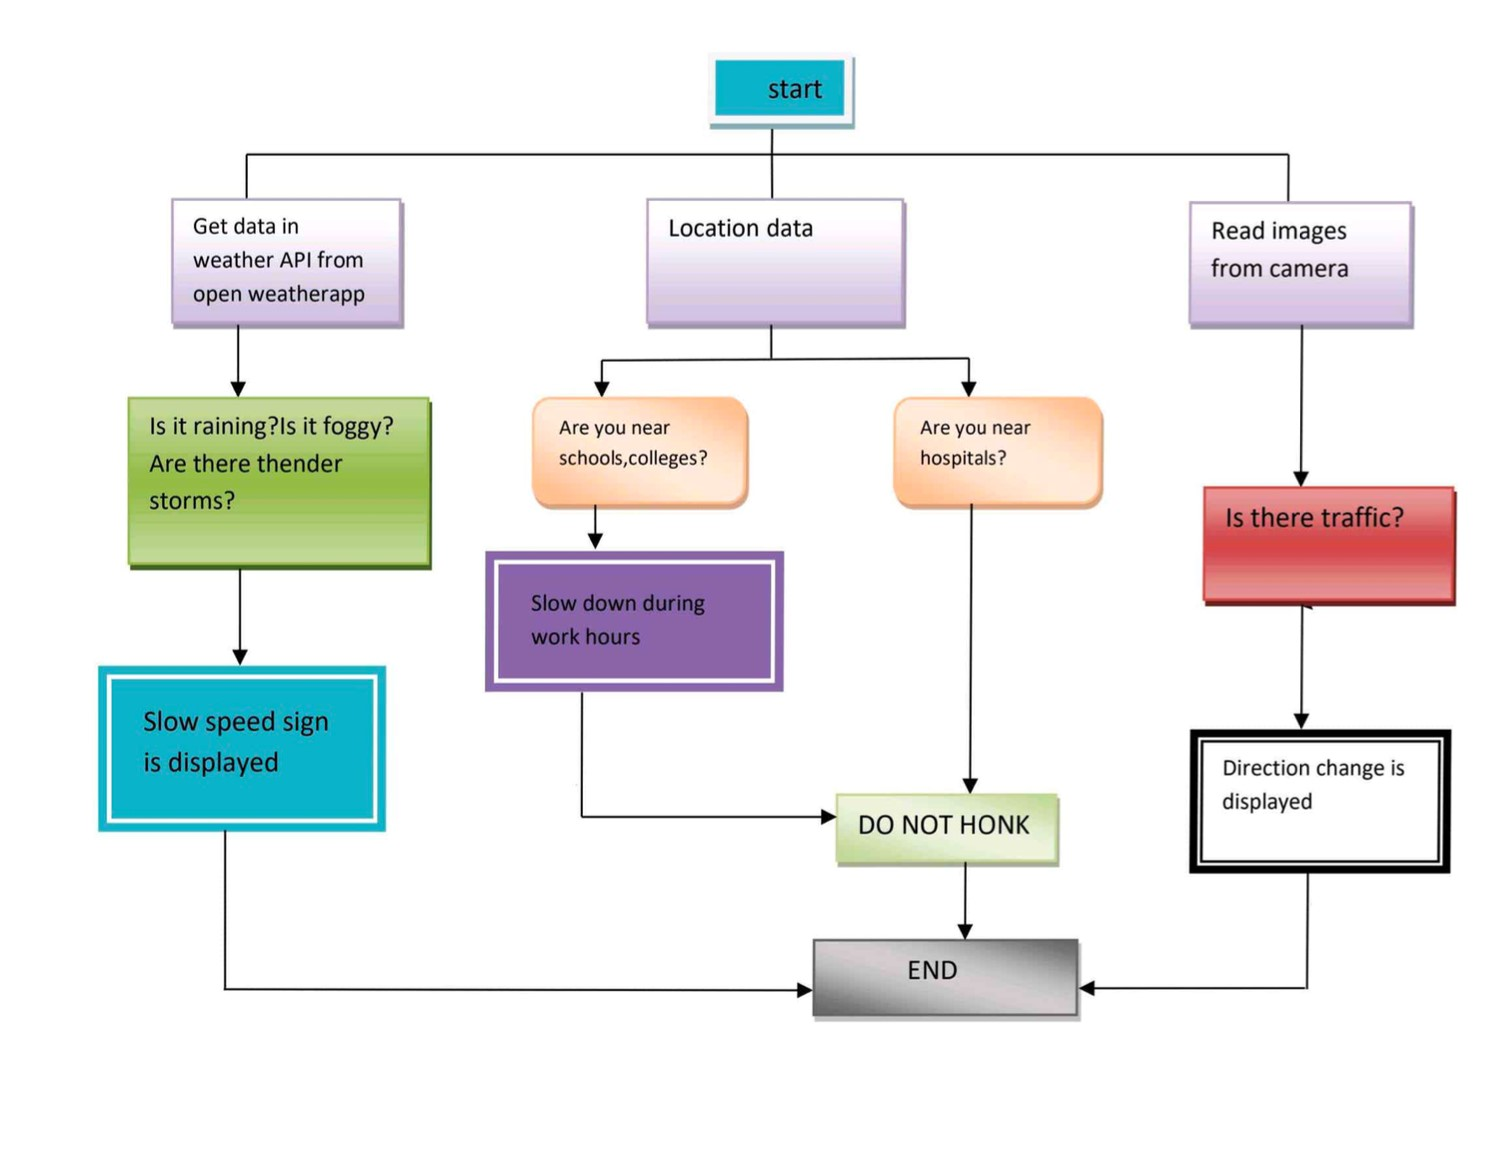 start
Get data in
weather API from
open weatherapp
Location data
Read images
from camera
Is it raining?Is it foggy?
Are there thender
storms?
Are you near
schools,colleges?
Are you near
hospitals?
Is there traffic?
Slow down during
work hours
Slow speed sign
is displayed
Direction change is
displayed
DO NOT HONK
END